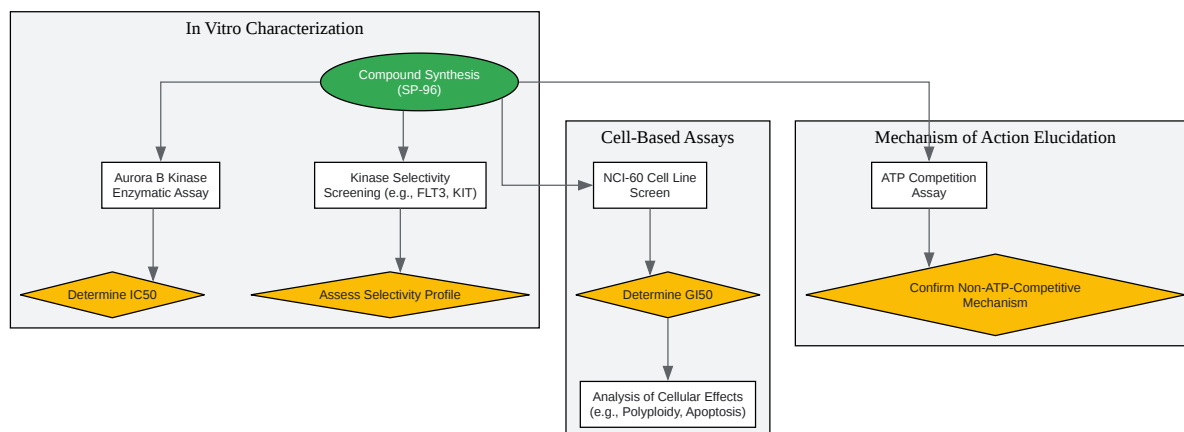 In Vitro Characterization
Compound Synthesis
(SP-96)
Aurora B Kinase
Enzymatic Assay
Kinase Selectivity
Screening (e.g., FLT3, KIT)
Determine IC50
Assess Selectivity Profile
Cell-Based Assays
NCI-60 Cell Line
Screen
Determine GI50
Analysis of Cellular Effects
(e.g., Polyploidy, Apoptosis)
Mechanism of Action Elucidation
ATP Competition
Assay
Confirm Non-ATP-Competitive
Mechanism